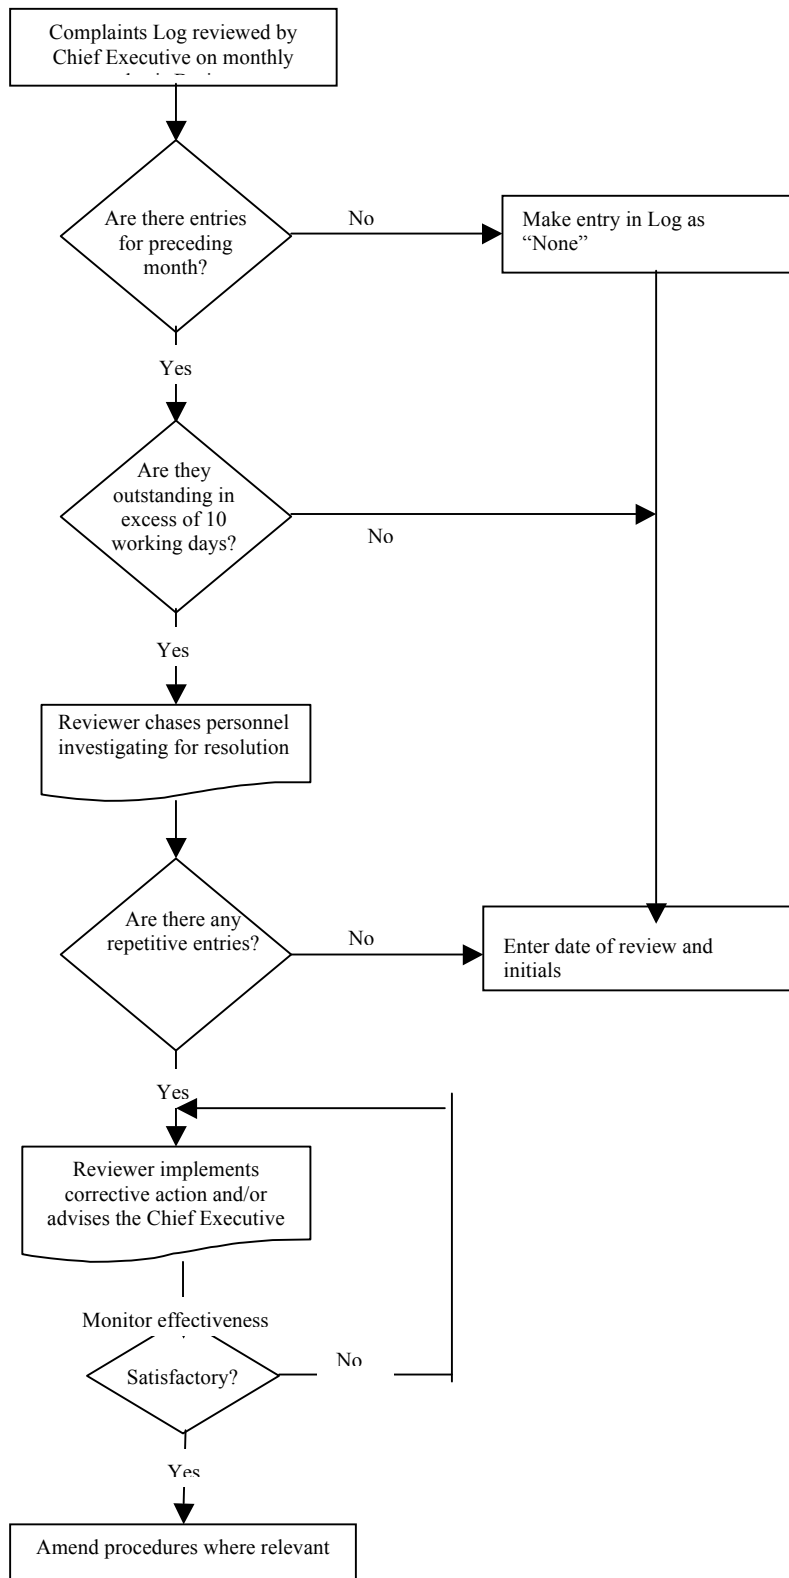 Complaints Log reviewed by
Chief Executive on monthly
Are there entries
for preceding
month?
No
Make entry in Log as
“None”
Yes
Are they
outstanding in
excess of 10
working days?
No
Yes
Reviewer chases personnel
investigating for resolution
Are there any
repetitive entries?
No
Enter date of review and
initials
Yes
Reviewer implements
corrective action and/or
advises the Chief Executive
Monitor effectiveness
Satisfactory?
No
Yes
Amend procedures where relevant